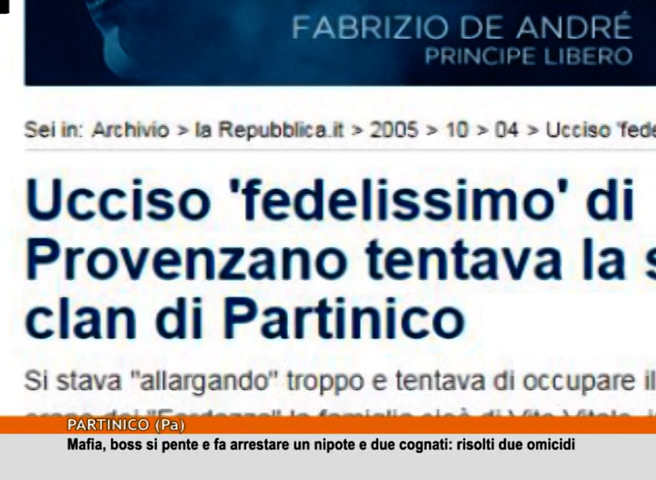 FABRIZIO DE ANDRÉ
PRINCIPE LIBERO
Sei in: Archivio > la Repubblica.it > 2005 > 10 > 04 > Ucciso 'fede
Ucciso 'fedelissimo' di
Provenzano tentava la s
clan di Partinico
Si stava "allargando" troppo e tentava di occupare il
PARTINICO (Pa)
Mafia, boss si pente e fa arrestare un nipote e due cognati: risolti due omicidi